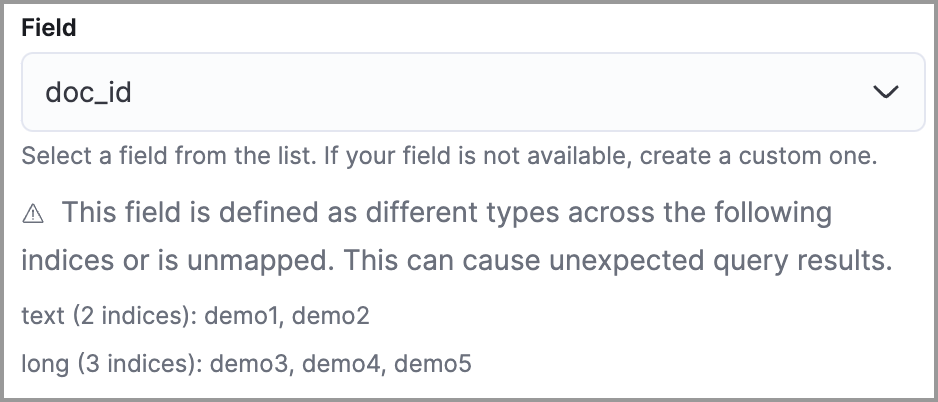 Field
doc_id
Select a field from the list. If your field is not available, create a custom one.
This field is defined as different types across the following
indices or is unmapped. This can cause unexpected query results.
text (2 indices): demo1, demo2
long (3 indices): demo3, demo4, demo5